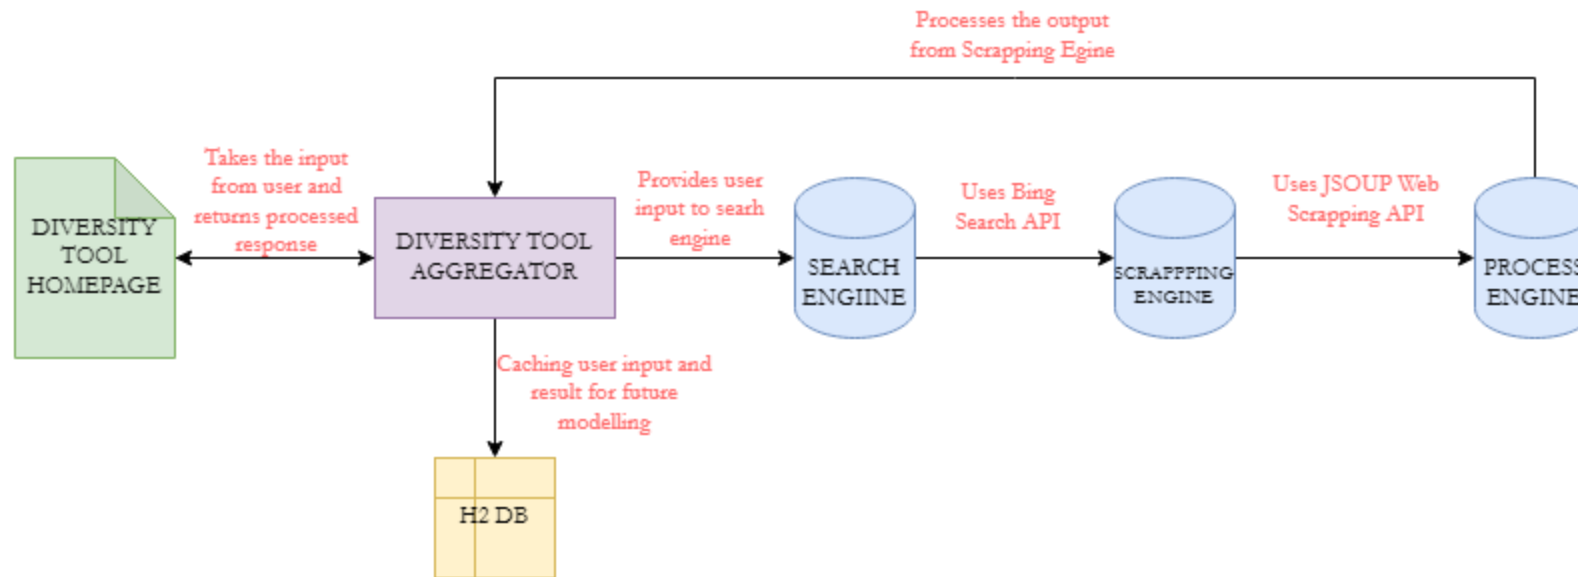 Processes the output
from Scrapping Egine
Takes the input
from user and
returns processed
response
Provides user
input to searh
engine
Uses Bing
Search API
Uses JSOUP Web
Scrapping API
DIVERSITY
TOOL
HOMEPAGE
DIVERSITY TOOL
AGGREGATOR
SEARCH
ENGIINE
SCRAPPPING
ENGINE
PROCESS
ENGINE
Caching user input and
result for future
modelling
H2 DB